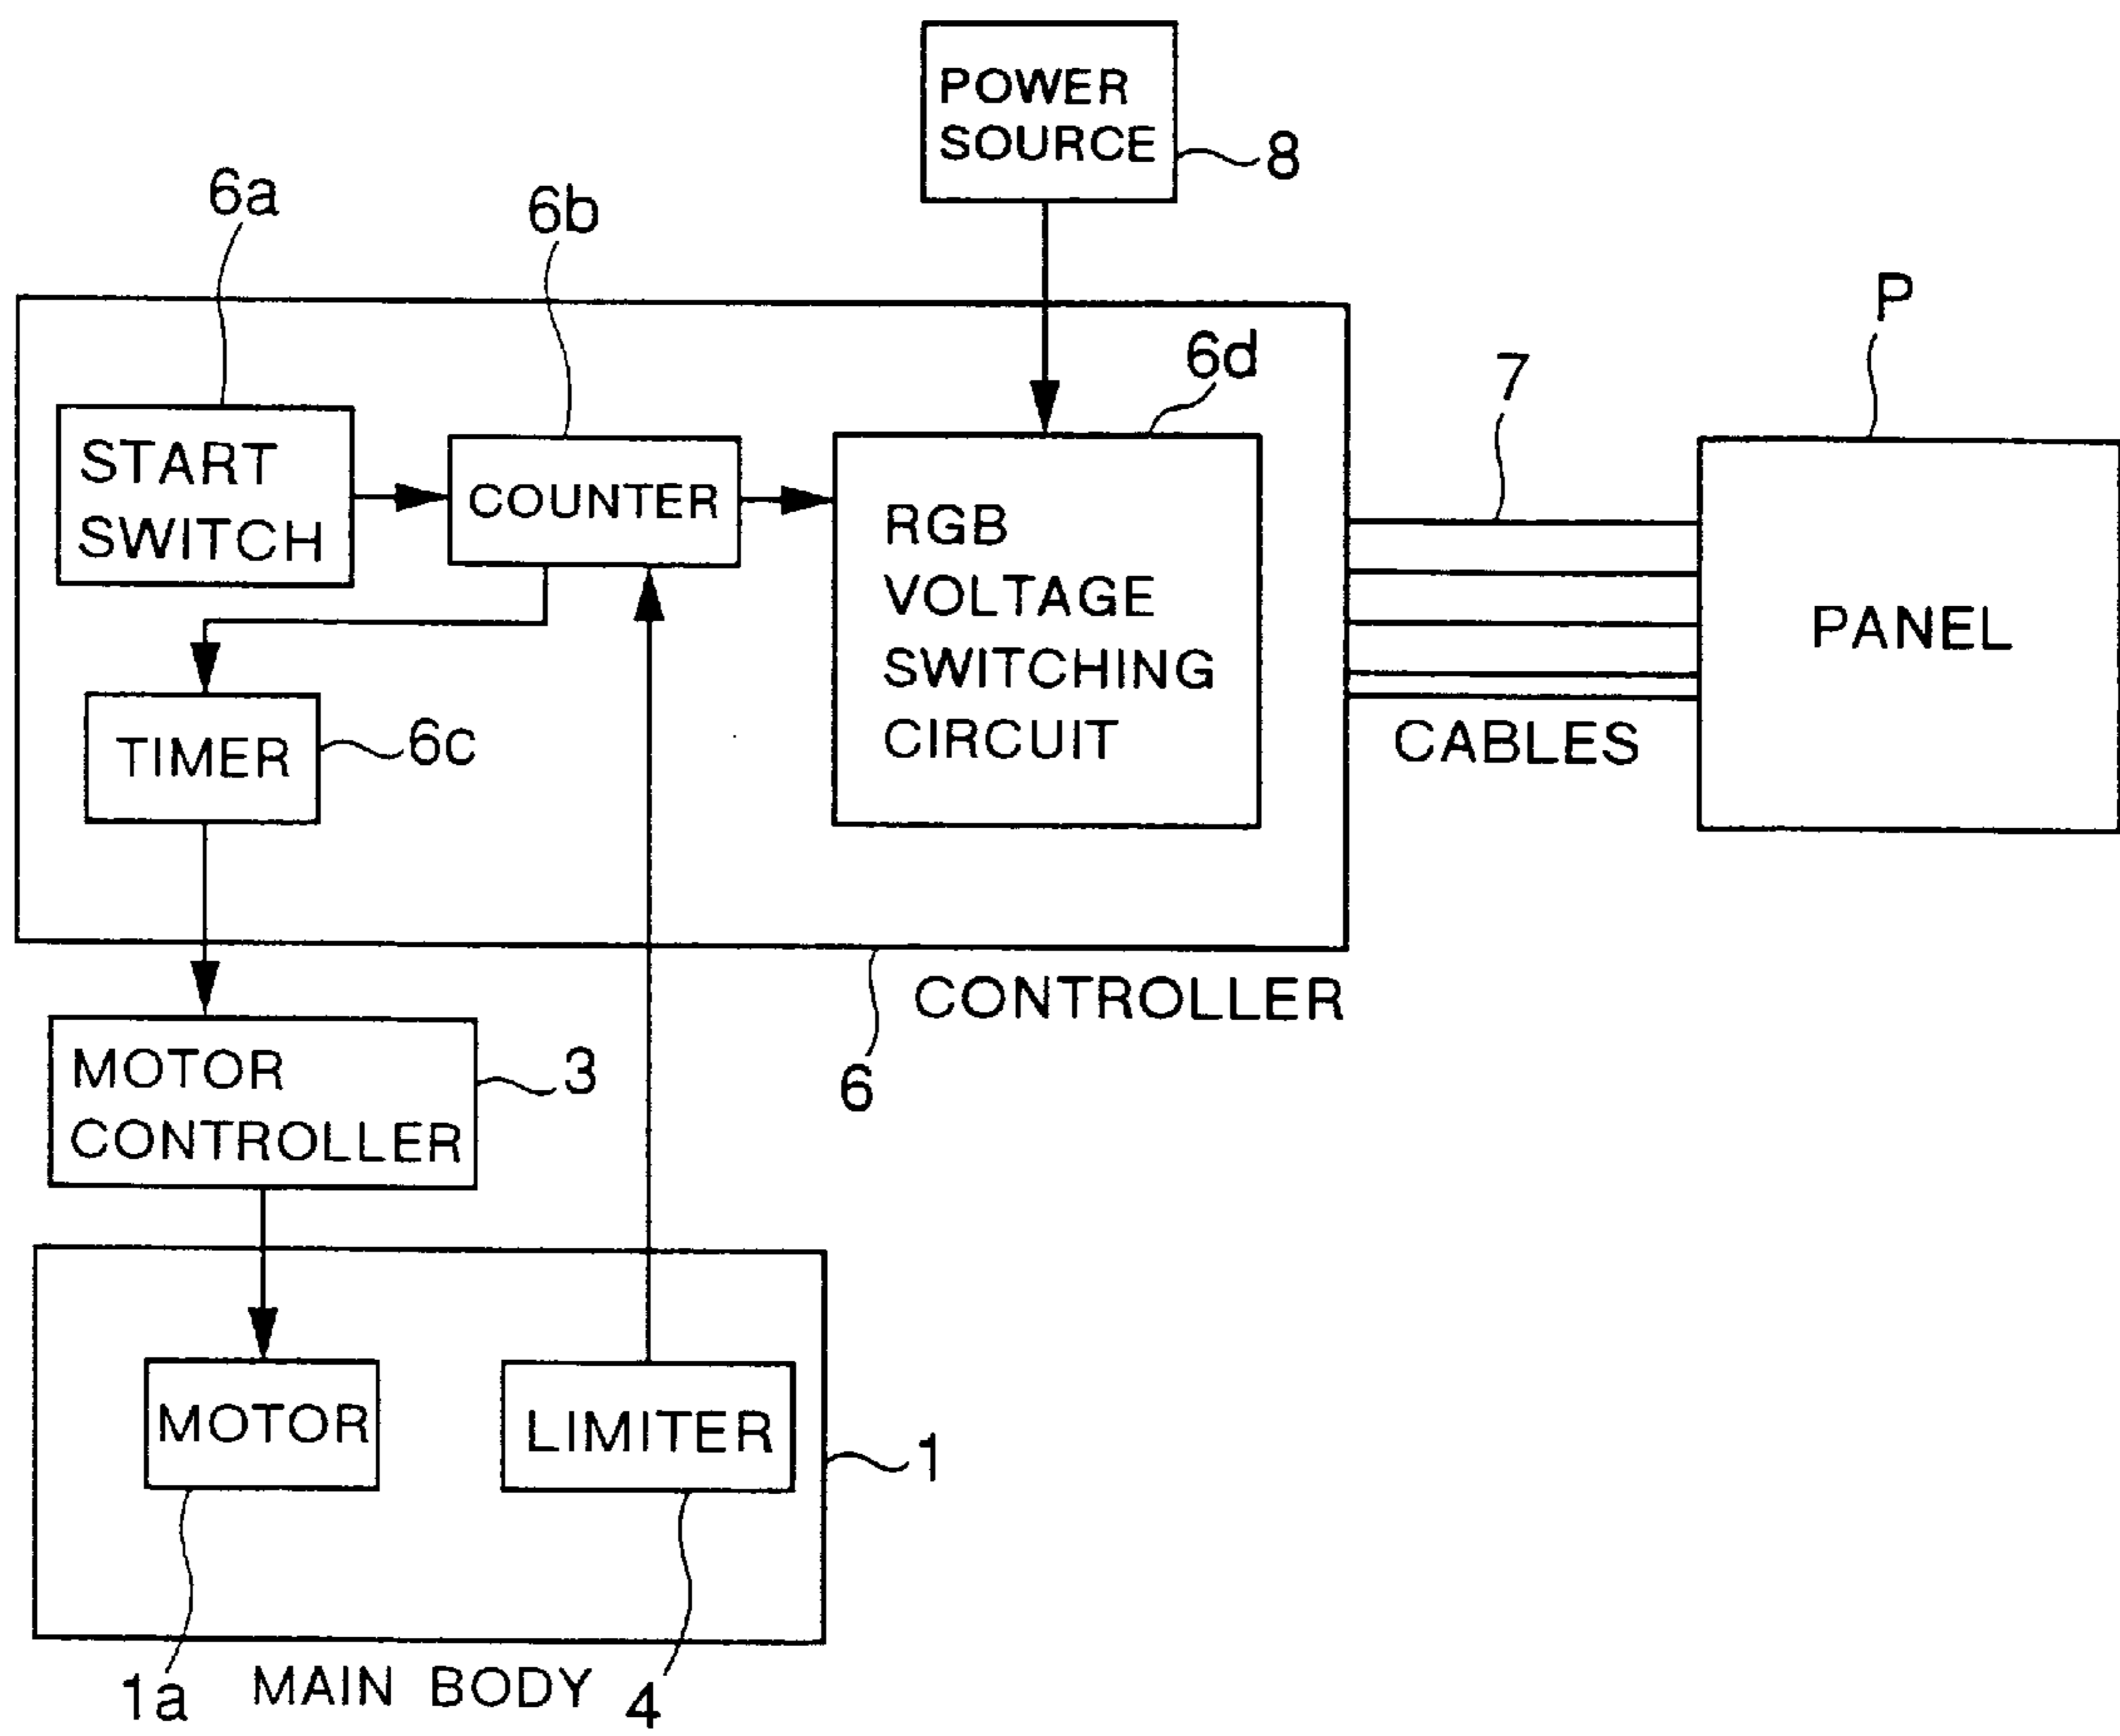 POWER
SOURCE
8
6a
6b
P
6d
7
START
SWITCH
COUNTER
RGB
VOLTAGE
SWITCHING
CIRCUIT
PANEL
TIMER
6c
CABLES
CONTROLLER
6
MOTOR
CONTROLLER
3
MOTOR
LIMITER
1
1a
MAIN BODY
4